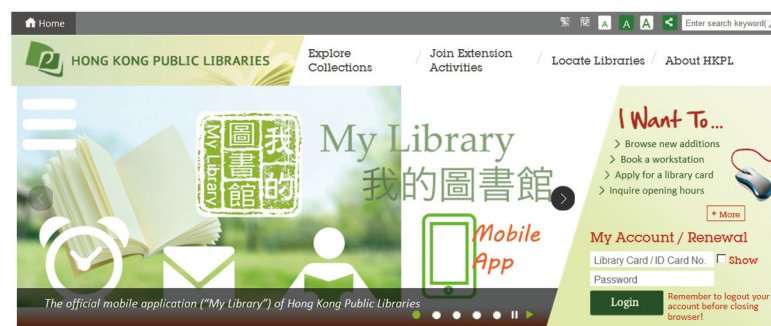 Home
繁 簡 A A A Enter search keyword(
HONG KONG PUBLIC LIBRARIES
Explore Collections
Join Extension Activities
Locate Libraries
About HKPL
我的圖書館
My Library
My Library
我的圖書館
Mobile
App
The official mobile application ("My Library") of Hong Kong Public Libraries
I Want To...
Browse new additions
Book a workstation
Apply for a library card
Inquire opening hours
+ More
My Account / Renewal
Library Card / ID Card No. Show
Password
Login
Remember to logout your
account before closing
browser!